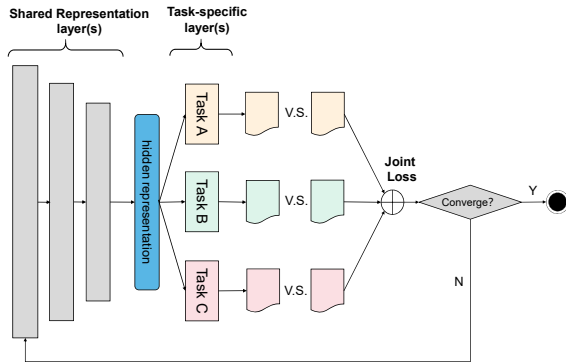 Shared Representation
layer(s)
Task-specific
layer(s)
hidden representation
Task A
V.S.
Task B
V.S.
Task C
V.S.
Joint
Loss
Converge?
Y
N